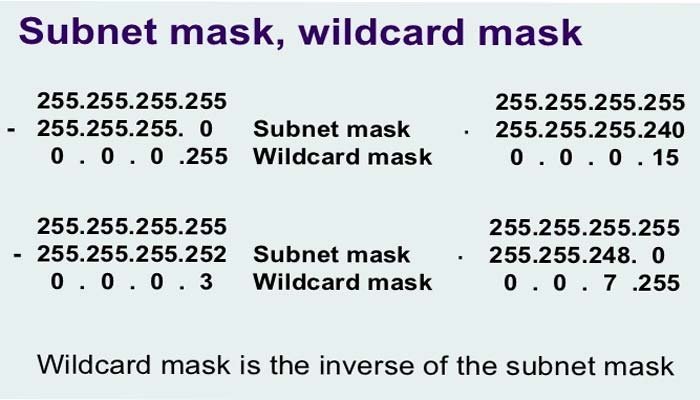 Subnet mask, wildcard mask
255.255.255.255 255.255.255.255
- 255.255.255. 0 Subnet mask . 255.255.255.240
0 . 0 . 0 .255 Wildcard mask 0 . 0 . 0 . 15
255.255.255.255 255.255.255.255
- 255.255.255.252 Subnet mask . 255.255.248. 0
0 . 0 . 0 . 3 Wildcard mask 0 . 0 . 7 .255
Wildcard mask is the inverse of the subnet mask